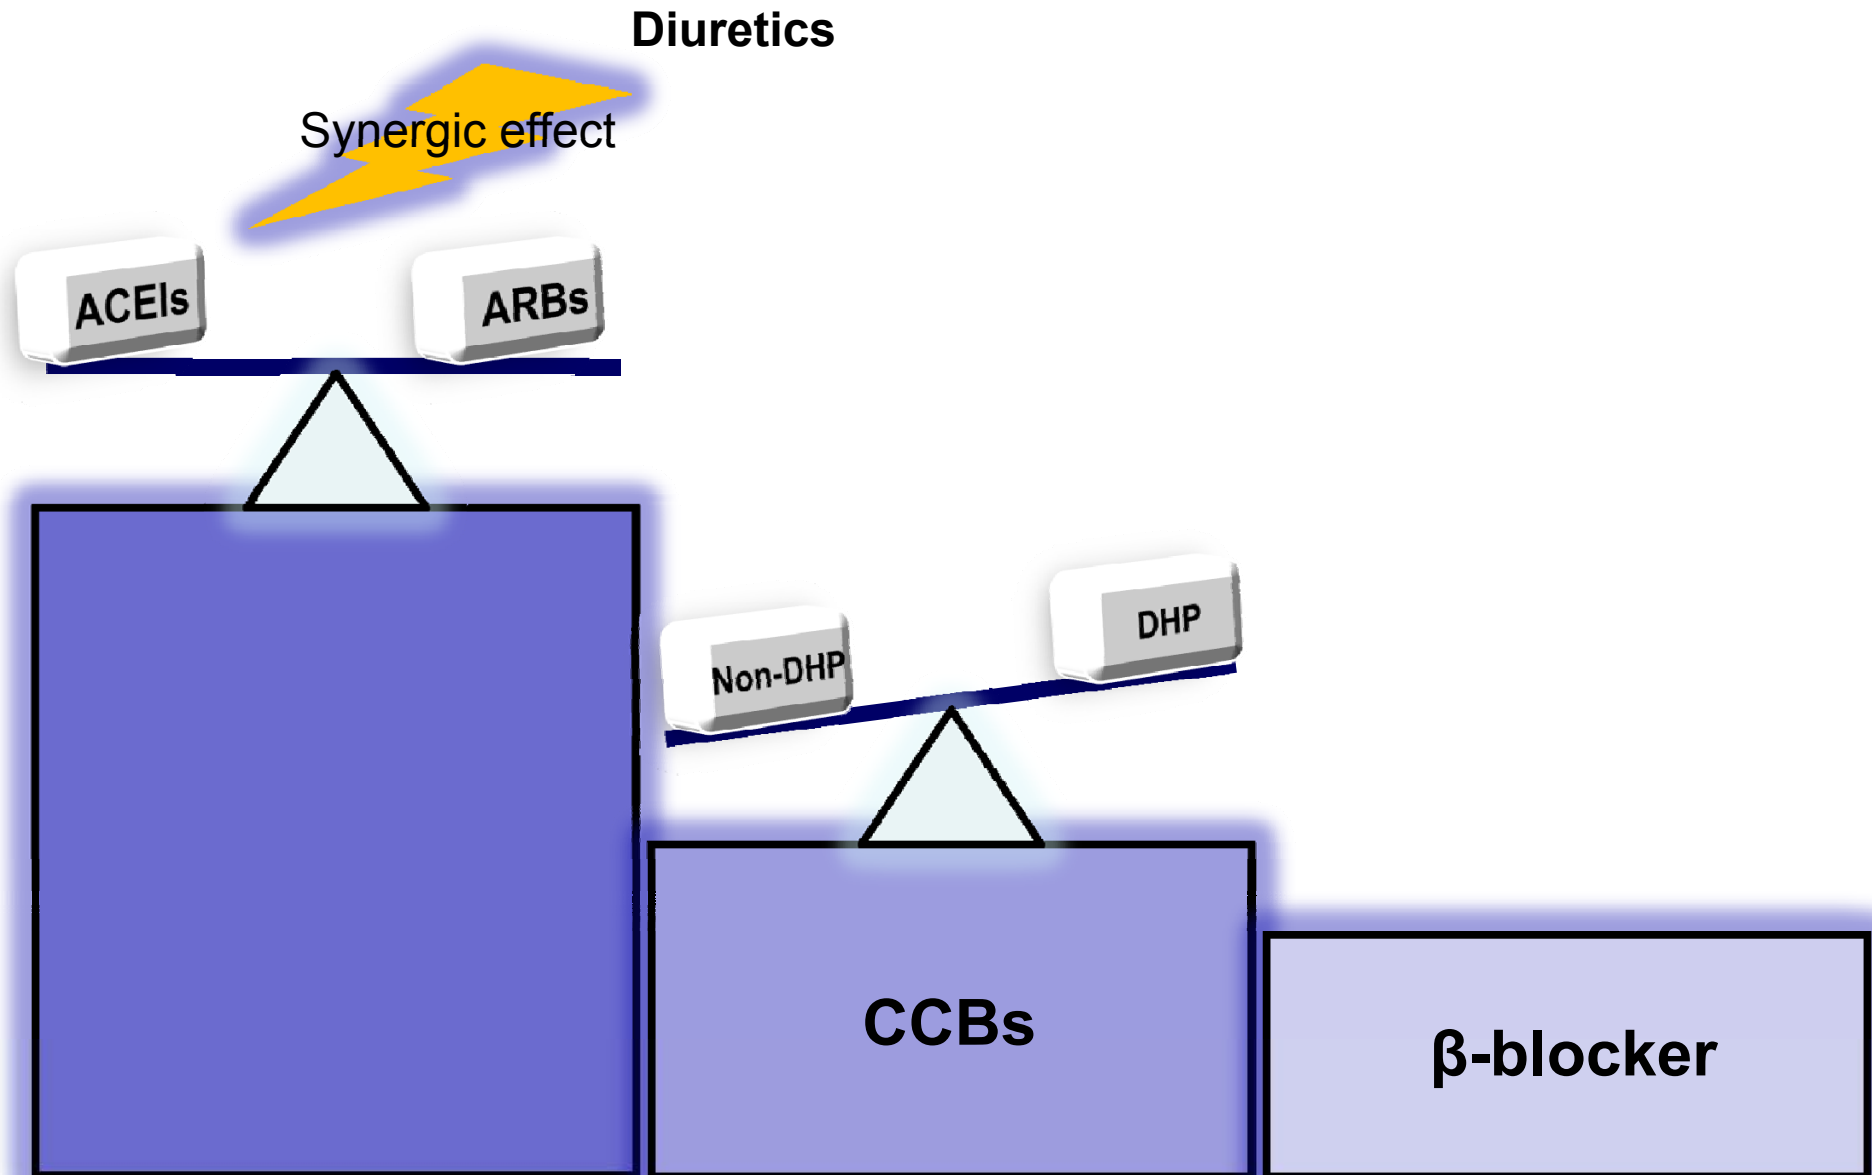 Diuretics
Synergic effect
ACEIs
ARBs
Non-DHP
DHP
CCBs
β-blocker